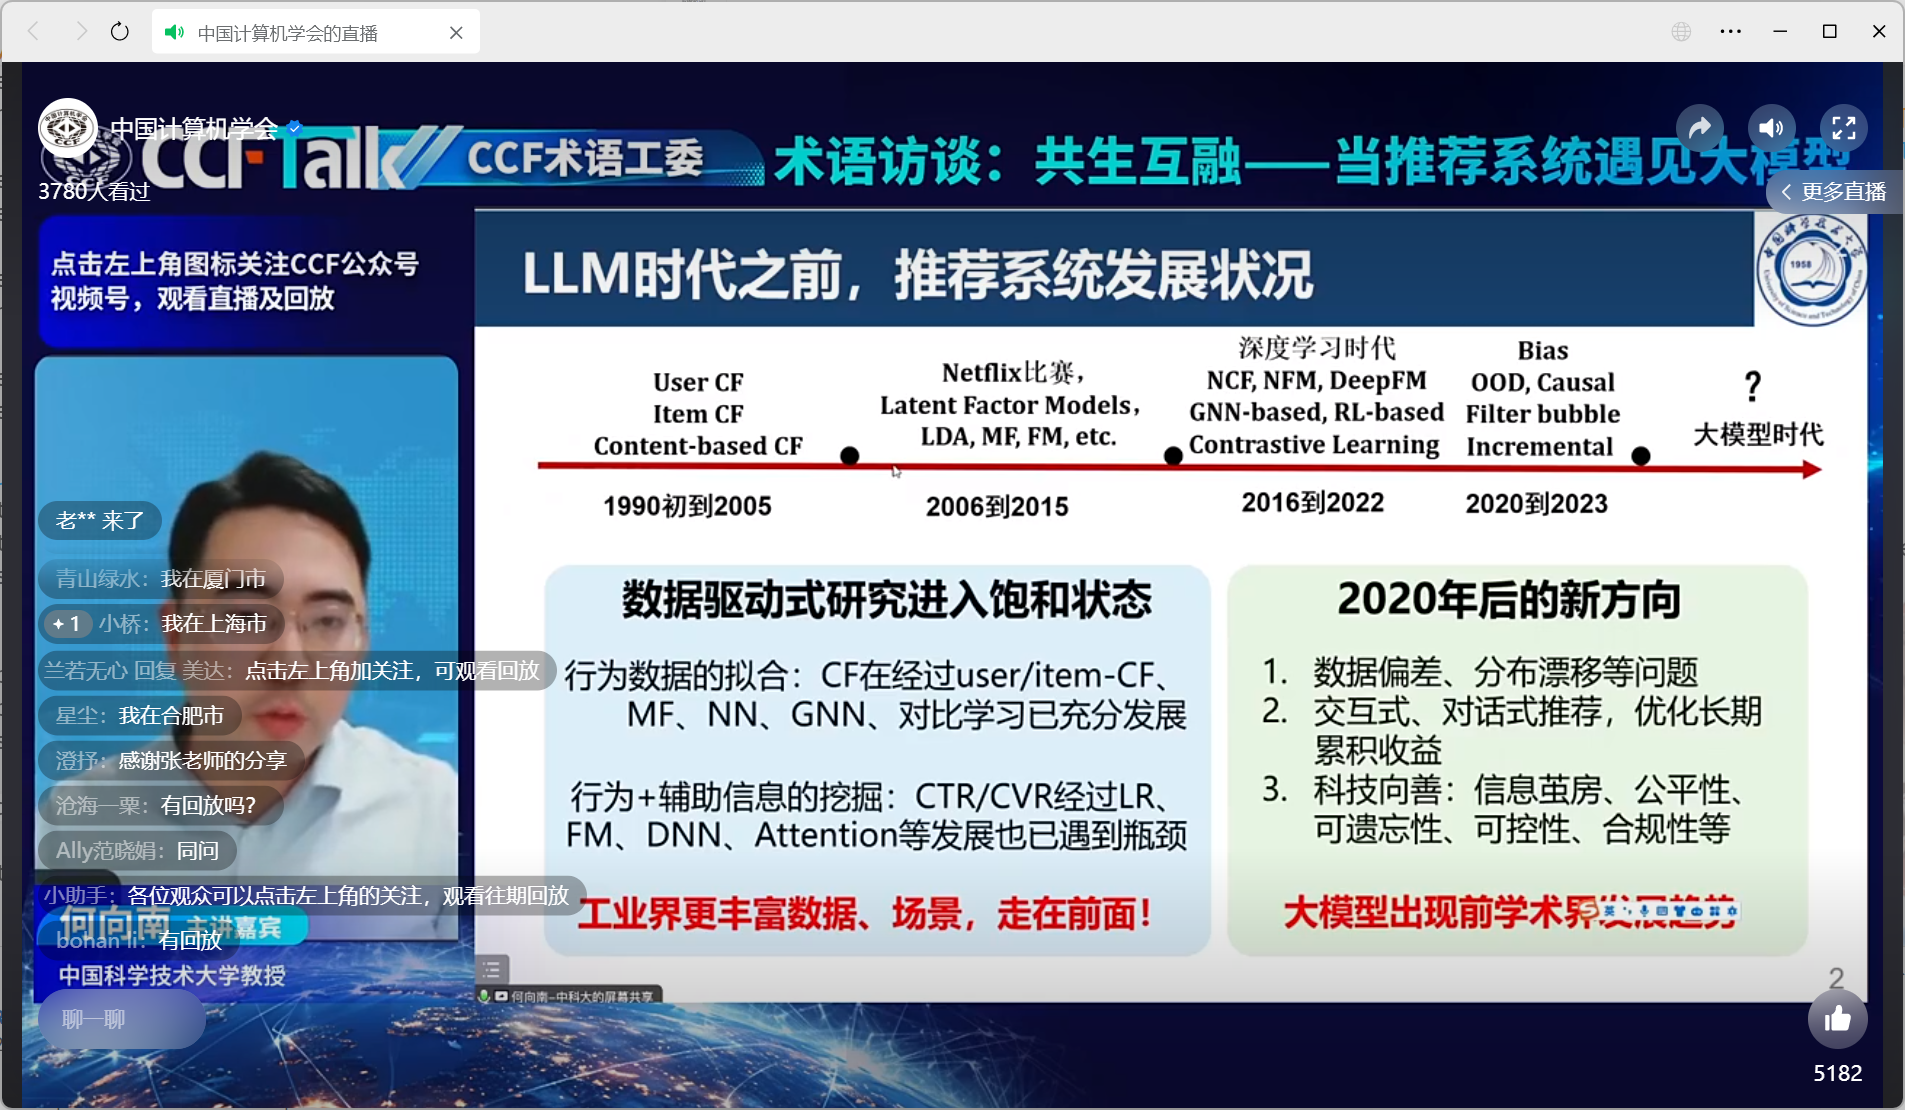 中国计算机学会的直播
中国计算机学会
CCF Talk
CCF术语工委
术语访谈：共生互融——当推荐系统遇见大模型
3780人看过
更多直播
点击左上角图标关注CCF公众号
视频号，观看直播及回放
LLM时代之前，推荐系统发展状况
1958
User CF
Item CF
Content-based CF
Netflix比赛，
Latent Factor Models,
LDA, MF, FM, etc.
深度学习时代
NCF, NFM, DeepFM
GNN-based, RL-based
Contrastive Learning
Bias
OOD, Causal
Filter bubble
Incremental
?
大模型时代
1990初到2005
2006到2015
2016到2022
2020到2023
数据驱动式研究进入饱和状态
行为数据的拟合：CF在经过user/item-CF、
MF、NN、GNN、对比学习已充分发展
行为+辅助信息的挖掘：CTR/CVR经过LR、
FM、DNN、Attention等发展也已遇到瓶颈
工业界更丰富数据、场景，走在前面！
2020年后的新方向
1. 数据偏差、分布漂移等问题
2. 交互式、对话式推荐，优化长期
累积收益
3. 科技向善：信息茧房、公平性、
可遗忘性、可控性、合规性等
大模型出现前学术界发展趋势
英
2
老** 来了
青山绿水：我在厦门市
1 小桥：我在上海市
兰若无心 回复 美达：点击左上角加关注，可观看回放
星尘：我在合肥市
澄抒：感谢张老师的分享
沧海一粟：有回放吗?
Ally范晓娟：同问
小助手：各位观众可以点击左上角的关注，观看往期回放
何向南 主讲嘉宾
bohan li：有回放
中国科学技术大学教授
何向南-中科大的屏幕共享
聊一聊
5182